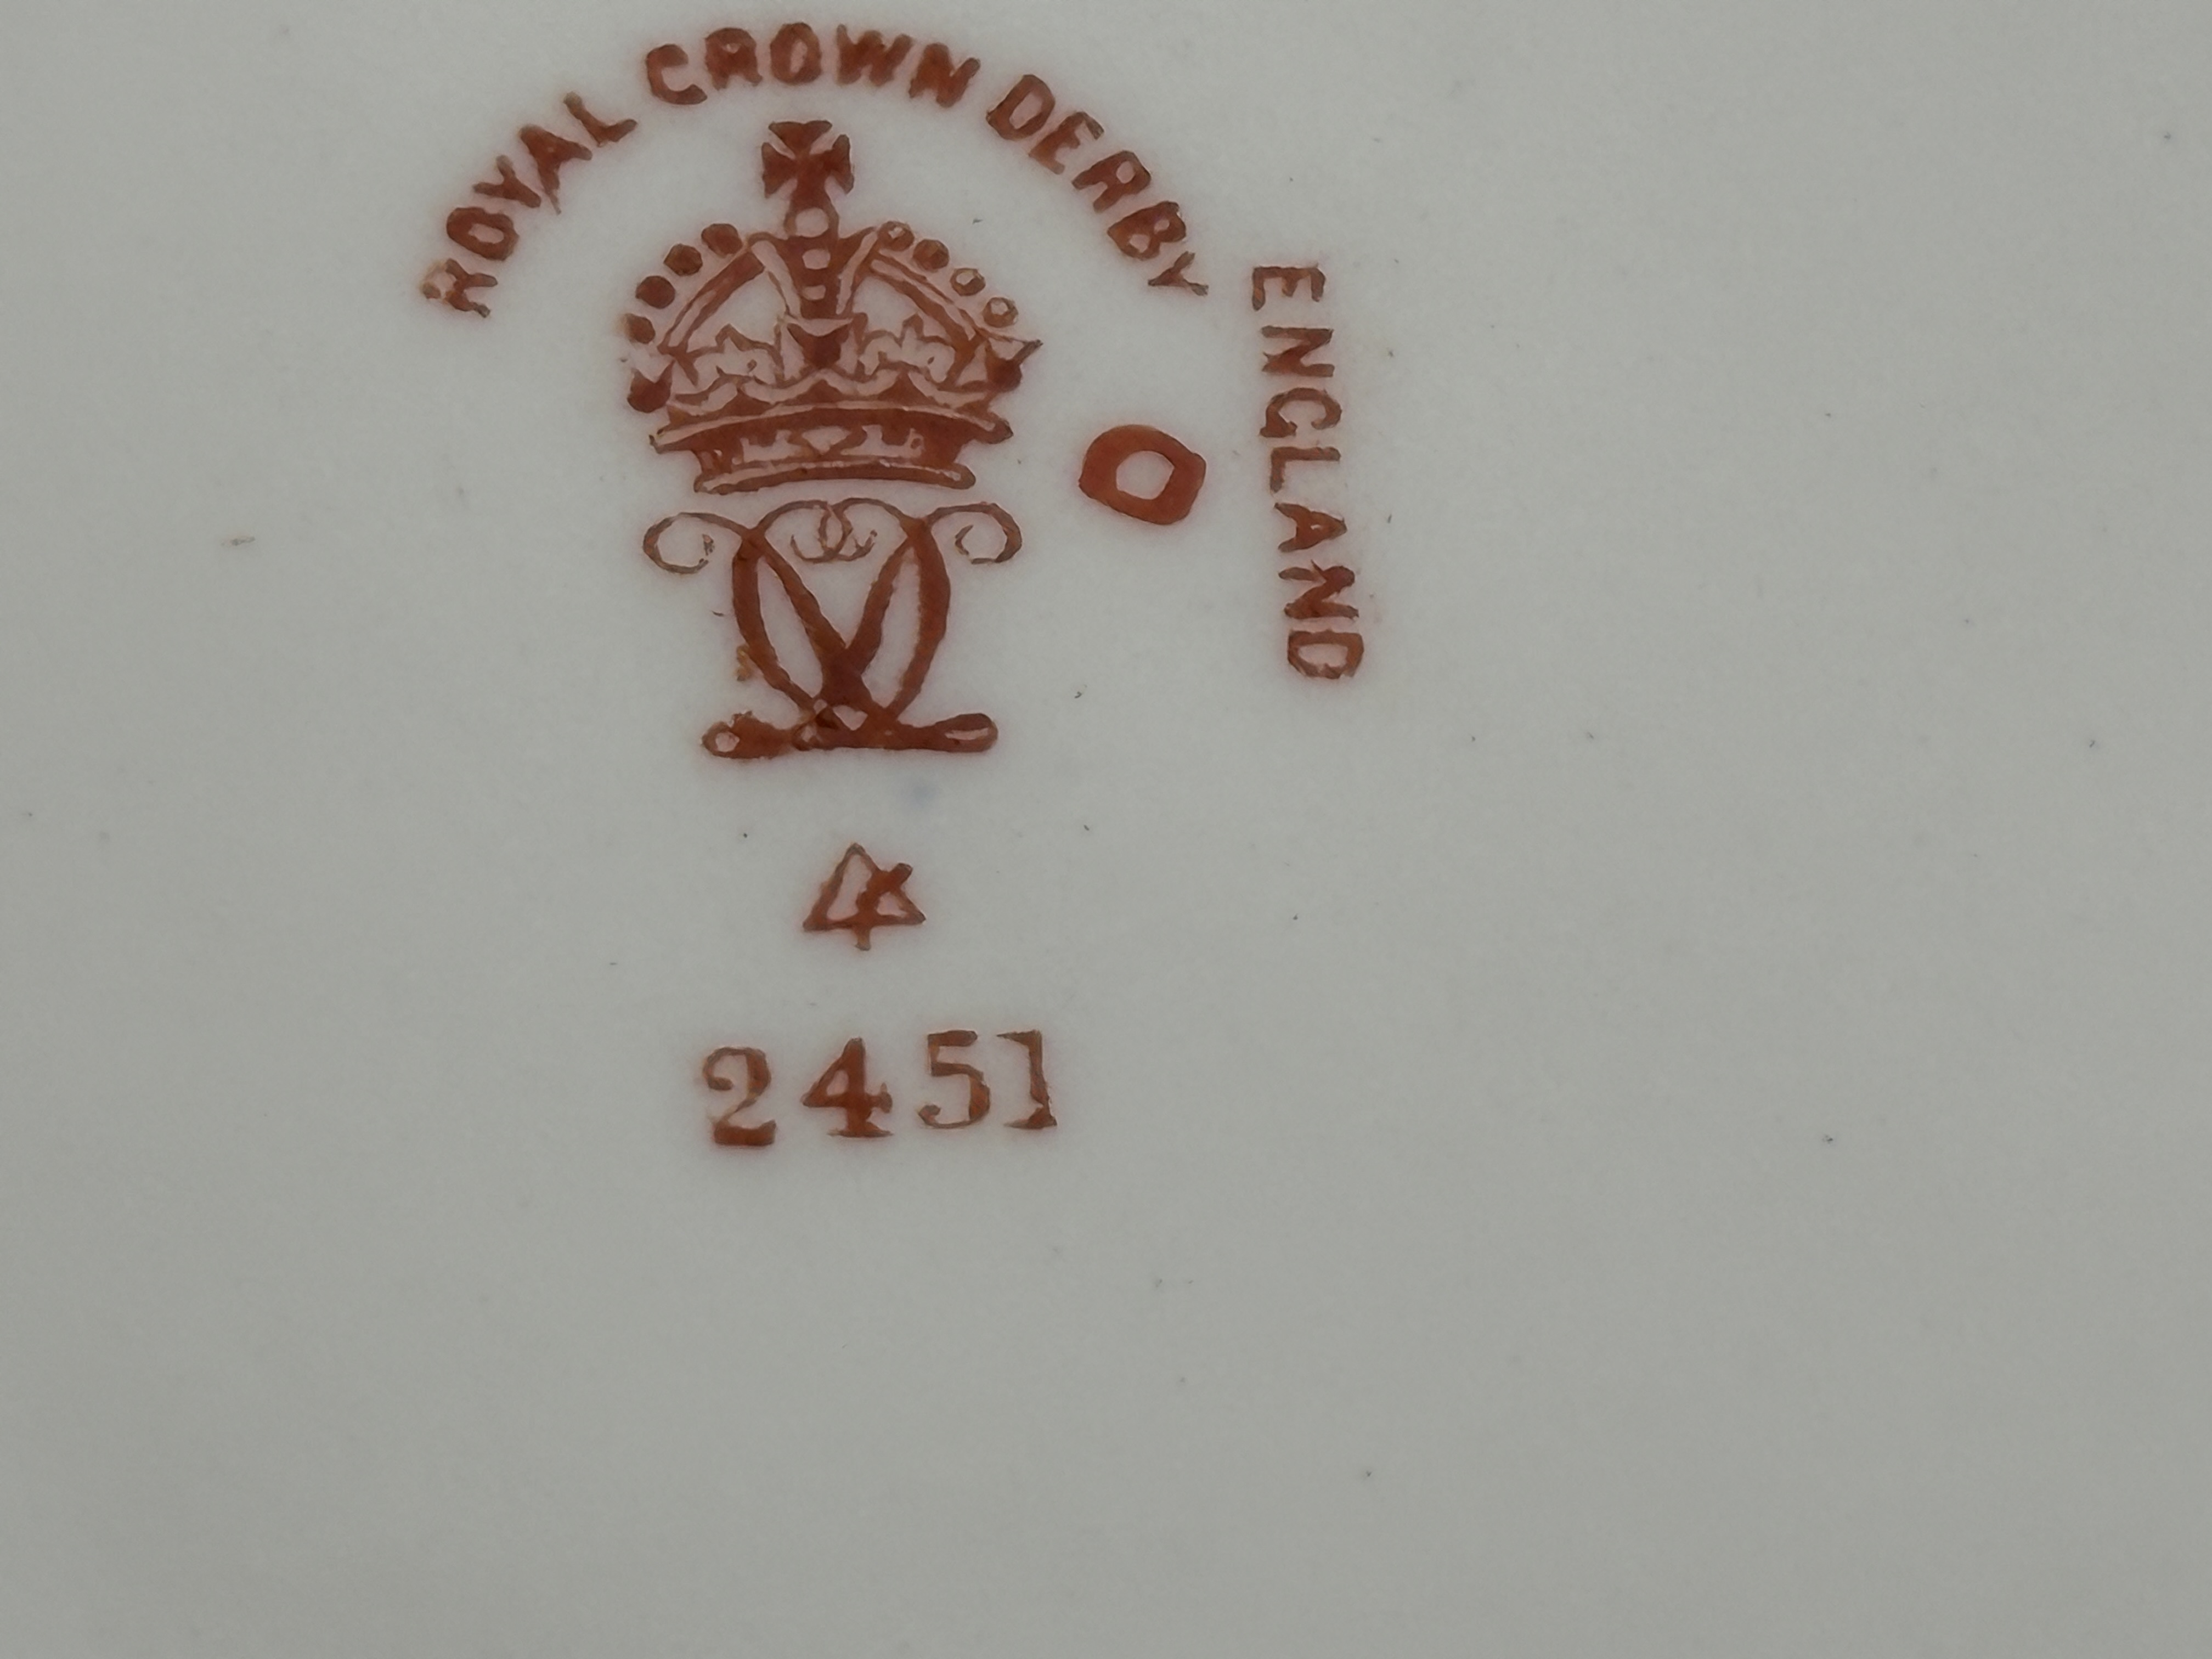 ROYAL CROWN DERBY
ENGLAND
2451